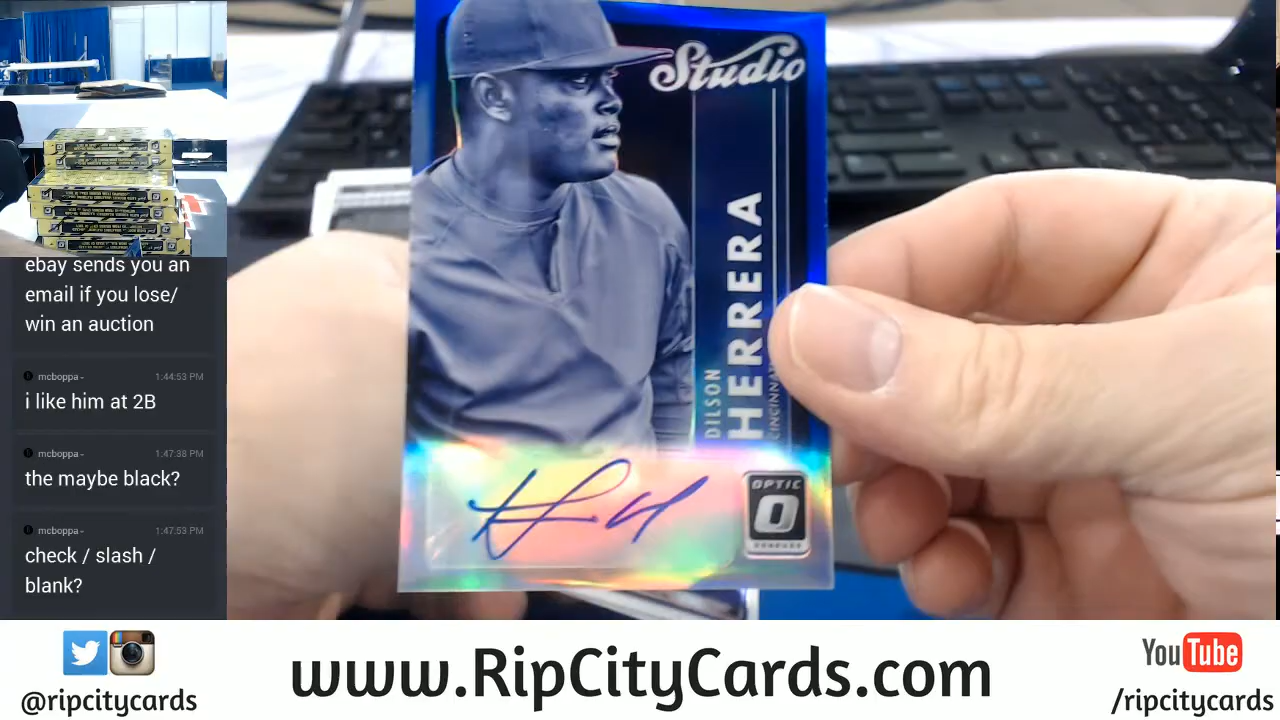 ebay sends you an
email if you lose/
win an auction
mcboppa - 1:44:53 PM
i like him at 2B
mcboppa - 1:47:38 PM
the maybe black?
mcboppa - 1:47:53 PM
check / slash /
blank?
Studio
DILSON
HERRERA
CINCINNATI
OPTIC
O
DONRUSS
www.RipCityCards.com
@ripcitycards
YouTube
/ripcitycards